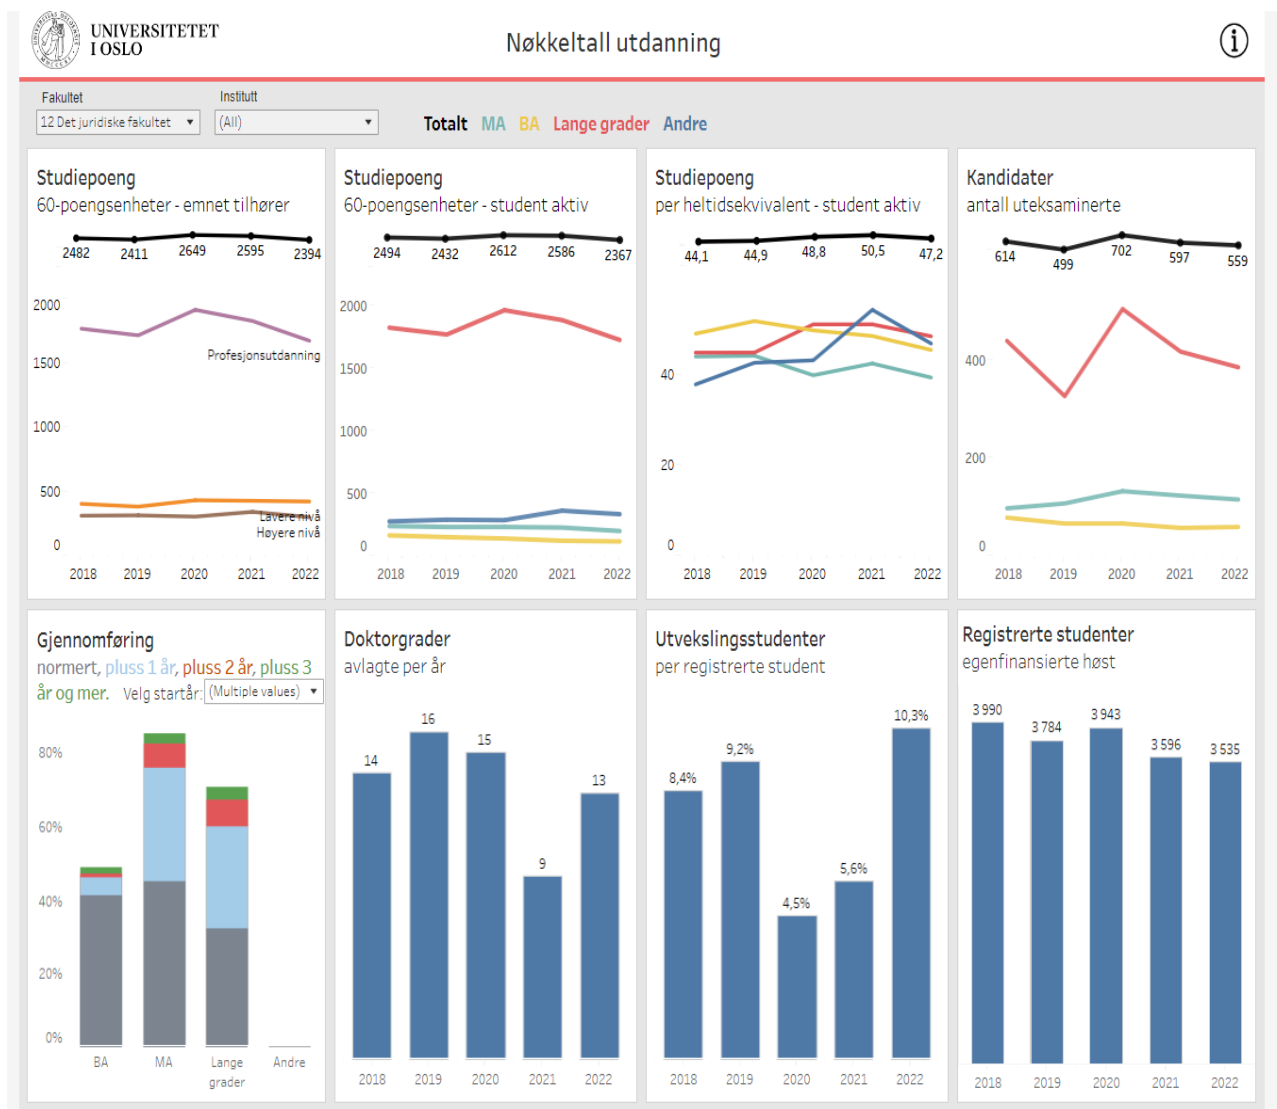 UNIVERSITETET
I OSLO
Nøkkeltall utdanning
i
Fakultet
Institutt
12 Det juridiske fakultet
(All)
Totalt MA BA Lange grader Andre
Studiepoeng
60-poengsenheter - emnet tilhører
2482 2411 2649 2595 2394
2000
1500
1000
500
0
Profesjonsutdanning
Lavere nivå
Høyere nivå
2018 2019 2020 2021 2022
Studiepoeng
60-poengsenheter - student aktiv
2494 2432 2612 2586 2367
2000
1500
1000
500
0
2018 2019 2020 2021 2022
Studiepoeng
per heltidsekvivalent - student aktiv
44,1 44,9 48,8 50,5 47,2
40
20
0
2018 2019 2020 2021 2022
Kandidater
antall uteksaminerte
614 499 702 597 559
400
200
0
2018 2019 2020 2021 2022
Gjennomføring
normert, pluss 1 år, pluss 2 år, pluss 3
år og mer. Velg startår: (Multiple values)
80%
60%
40%
20%
0%
BA MA Lange grader Andre
Doktorgrader
avlagte per år
14 16 15 9 13
2018 2019 2020 2021 2022
Utvekslingsstudenter
per registrerte student
8,4% 9,2% 4,5% 5,6% 10,3%
2018 2019 2020 2021 2022
Registrerte studenter
egenfinansierte høst
3 990 3 784 3 943 3 596 3 535
2018 2019 2020 2021 2022